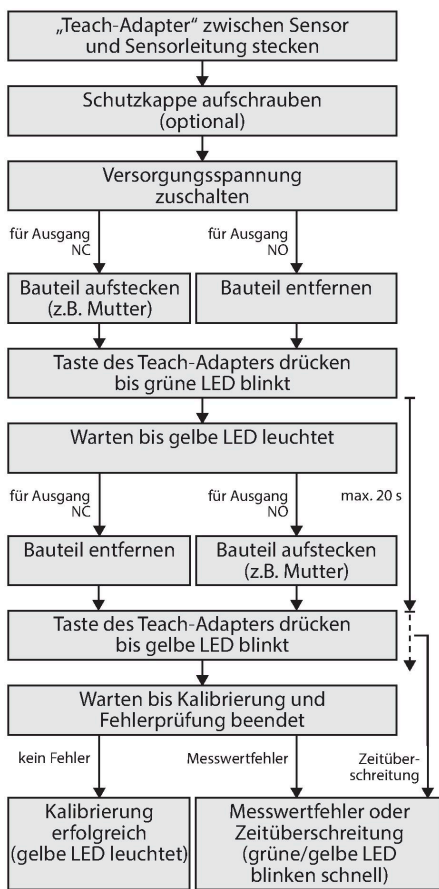 „Teach-Adapter“ zwischen Sensor
und Sensorleitung stecken
Schutzkappe aufschrauben
(optional)
Versorgungsspannung
zuschalten
für Ausgang
NC
für Ausgang
NO
Bauteil aufstecken
(z.B. Mutter)
Bauteil entfernen
Taste des Teach-Adapters drücken
bis grüne LED blinkt
Warten bis gelbe LED leuchtet
für Ausgang
NC
für Ausgang
NO
max. 20 s
Bauteil entfernen
Bauteil aufstecken
(z.B. Mutter)
Taste des Teach-Adapters drücken
bis gelbe LED blinkt
Warten bis Kalibrierung und
Fehlerprüfung beendet
kein Fehler
Messwertfehler
Zeitüber-
schreitung
Kalibrierung
erfolgreich
(gelbe LED leuchtet)
Messwertfehler oder
Zeitüberschreitung
(grüne/gelbe LED
blinken schnell)